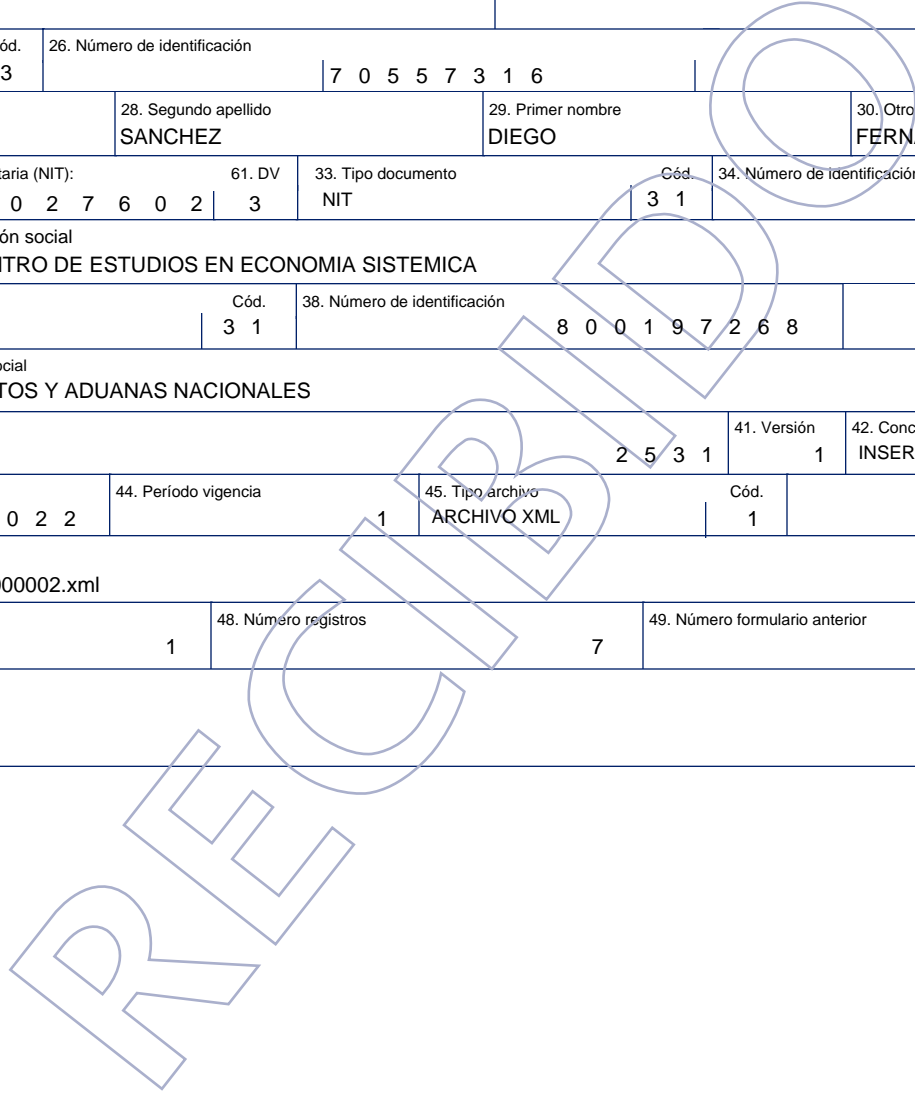 ód. 26. Número de identificación
3 7 0 5 5 7 3 1 6
28. Segundo apellido 29. Primer nombre 30. Otro
SANCHEZ DIEGO FERNA
taria (NIT): 61. DV 33. Tipo documento Cód. 34. Número de identificación
0 2 7 6 0 2 3 NIT 3 1
ón social
TRO DE ESTUDIOS EN ECONOMIA SISTEMICA
Cód. 38. Número de identificación
3 1 8 0 0 1 9 7 2 6 8
ocial
TOS Y ADUANAS NACIONALES
41. Versión 42. Conc
2 5 3 1 1 INSER
44. Período vigencia 45. Tipo archivo Cód.
0 2 2 1 ARCHIVO XML 1
000002.xml
48. Número registros 49. Número formulario anterior
1 7
RECIBIDO